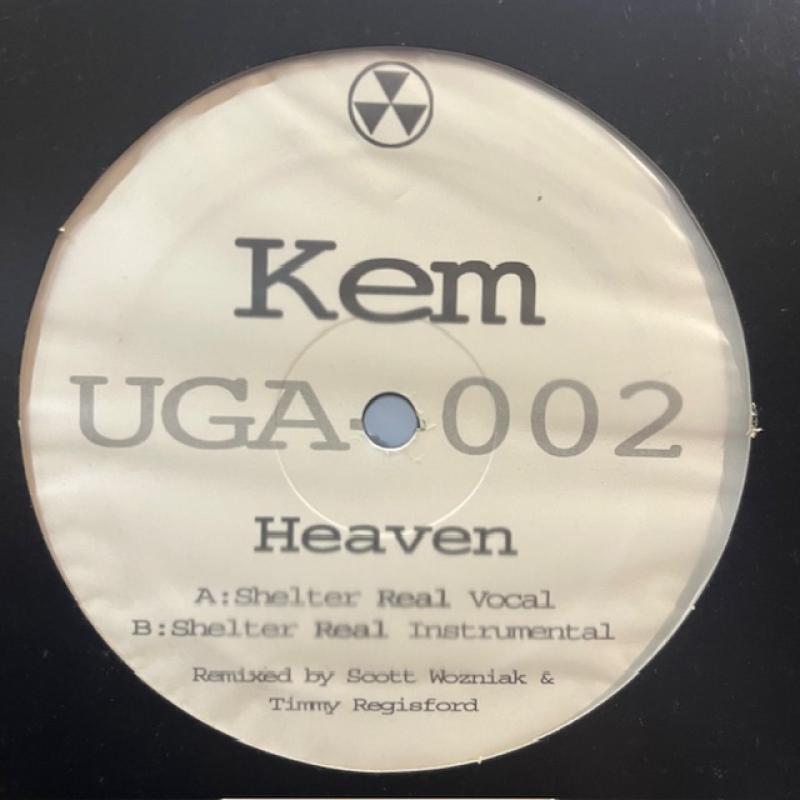 Kem
UGA-002
Heaven
A:Shelter Real Vocal
B:Shelter Real Instrumental
Remixed by Scott Wozniak &
Timmy Regisford